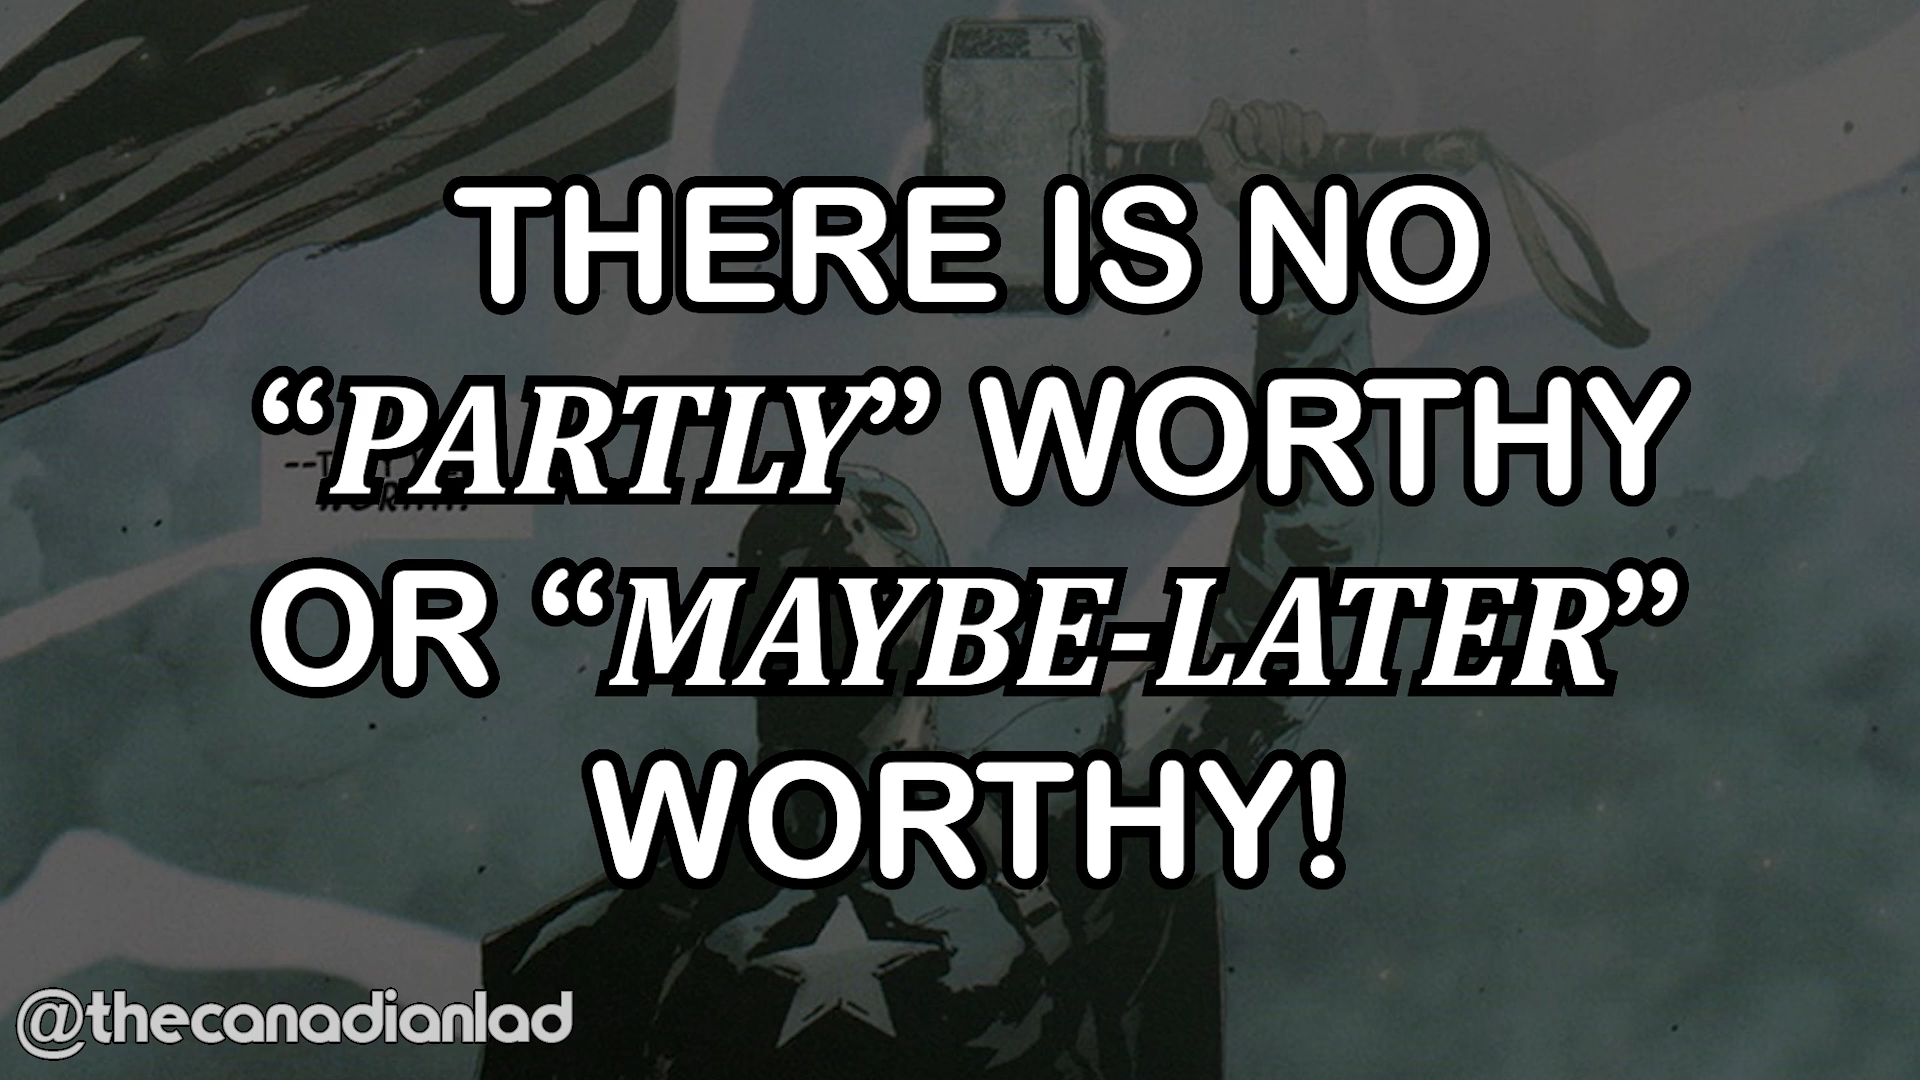 THERE IS NO
“PARTLY” WORTHY
OR “MAYBE-LATER”
WORTHY!
@thecanadianlad